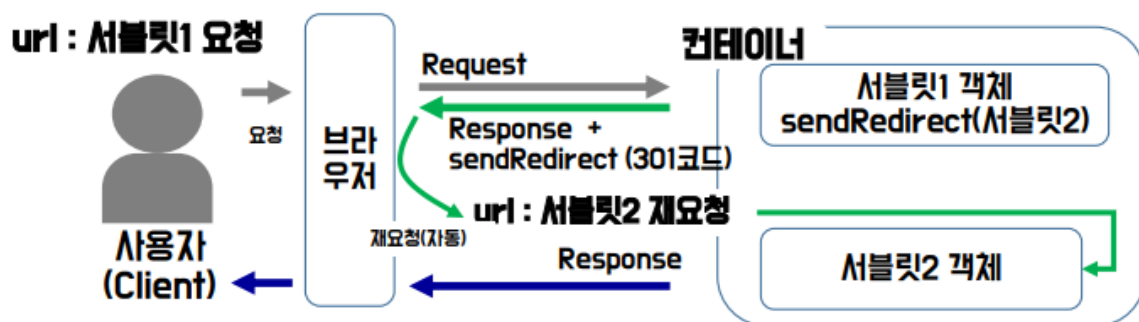 url : 서블릿1 요청
컨테이너
Request
서블릿1 객체
sendRedirect(서블릿2)
요청
브라
우저
Response +
sendRedirect (301코드)
url : 서블릿2 재요청
재요청(자동)
사용자
(Client)
Response
서블릿2 객체